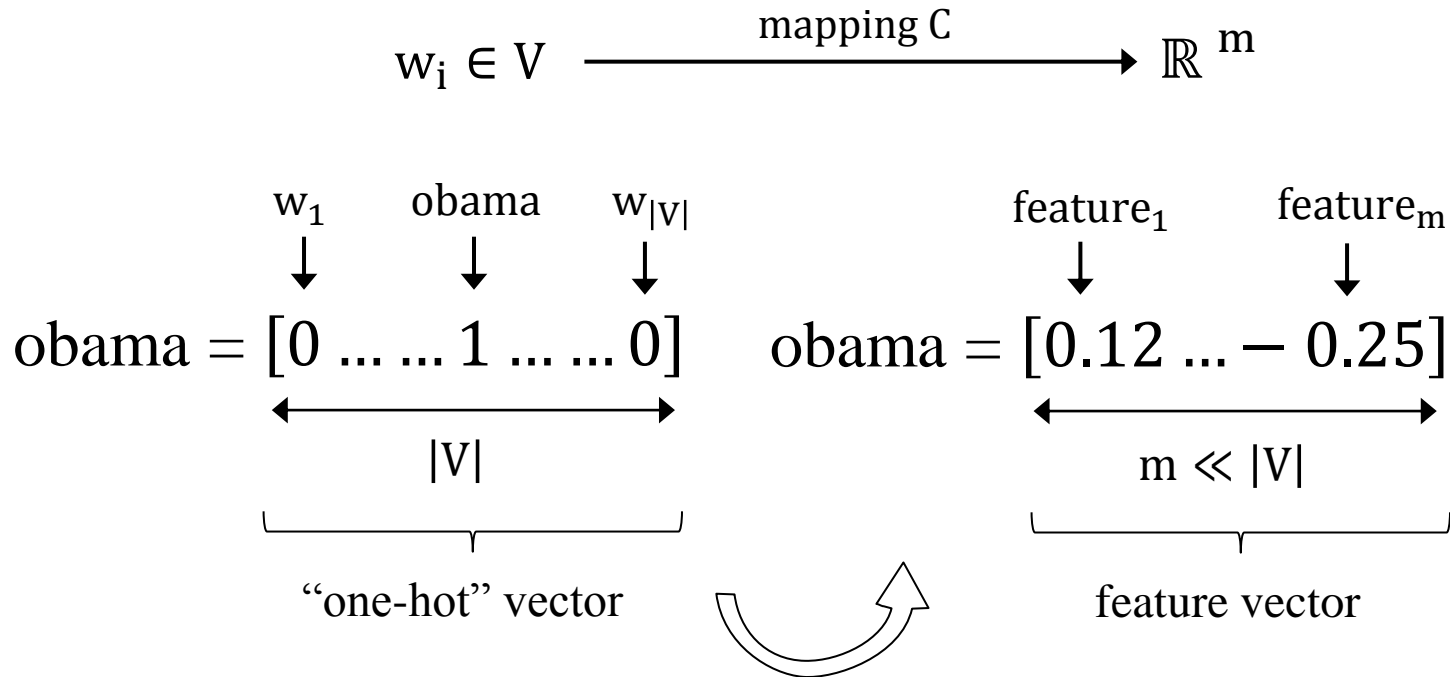 mapping C
wᵢ ∈ V ℝ ᵐ
w₁ obama w|V| feature₁ featureₘ
obama = [0 … … 1 … … 0] obama = [0.12 … − 0.25]
|V| m ≪ |V|
“one-hot” vector feature vector